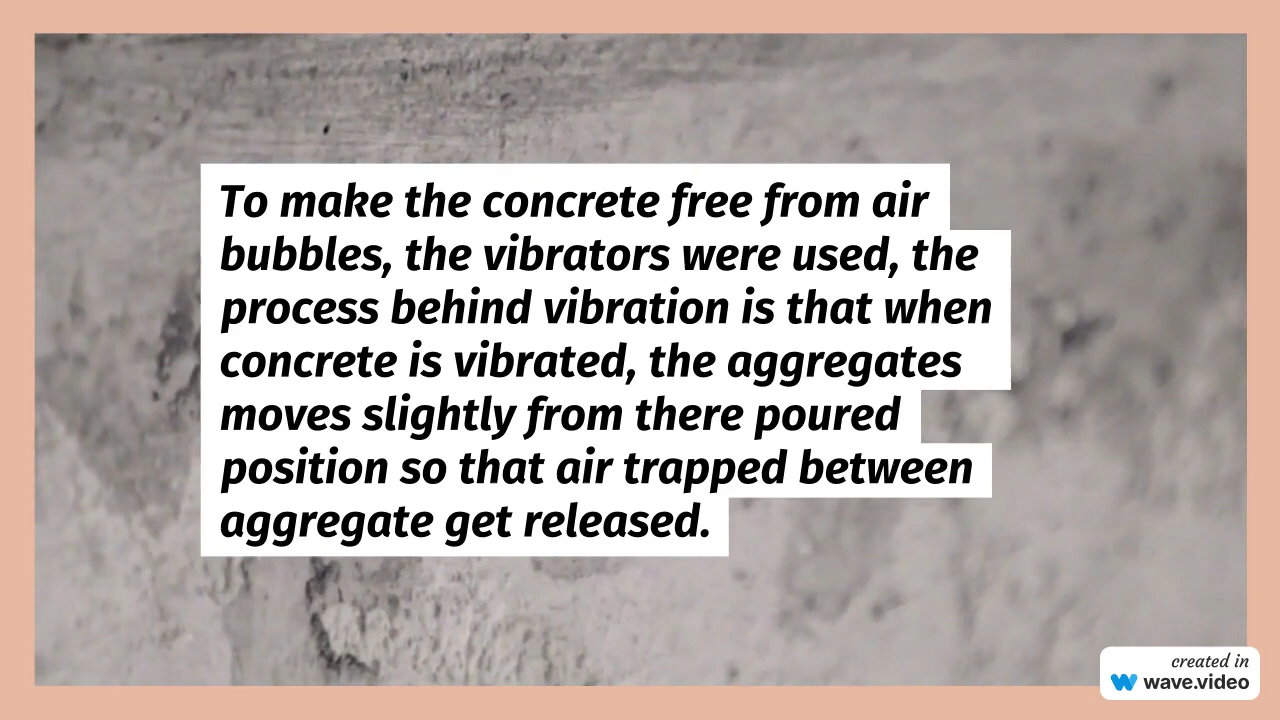 To make the concrete free from air
bubbles, the vibrators were used, the
process behind vibration is that when
concrete is vibrated, the aggregates
moves slightly from there poured
position so that air trapped between
aggregate get released.
created in
wave.video